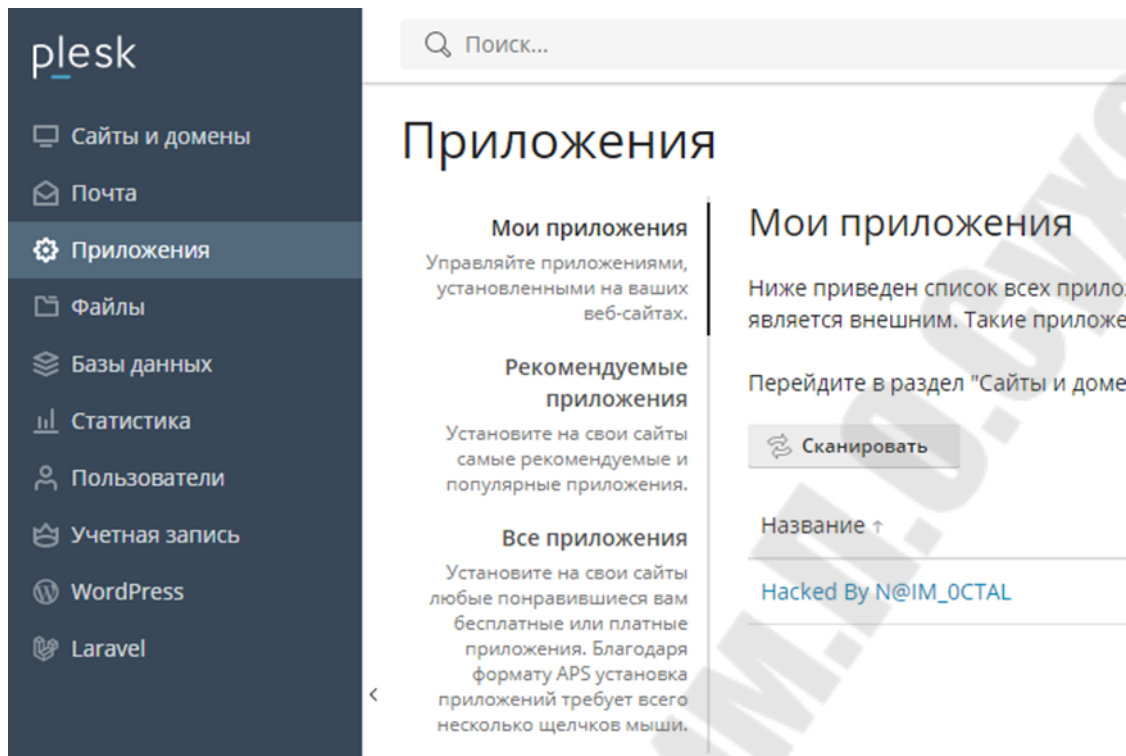 plesk
Поиск...
Сайты и домены
Почта
Приложения
Файлы
Базы данных
Статистика
Пользователи
Учетная запись
WordPress
Laravel
Приложения
Мои приложения
Управляйте приложениями,
установленными на ваших
веб-сайтах.
Рекомендуемые
приложения
Установите на свои сайты
самые рекомендуемые и
популярные приложения.
Все приложения
Установите на свои сайты
любые понравившиеся вам
бесплатные или платные
приложения. Благодаря
формату APS установка
приложений требует всего
несколько щелчков мыши.
Мои приложения
Ниже приведен список всех
является внешним. Такие
Перейдите в раздел "Сайты и
Сканировать
Название ↑
Hacked By N@IM_0CTAL